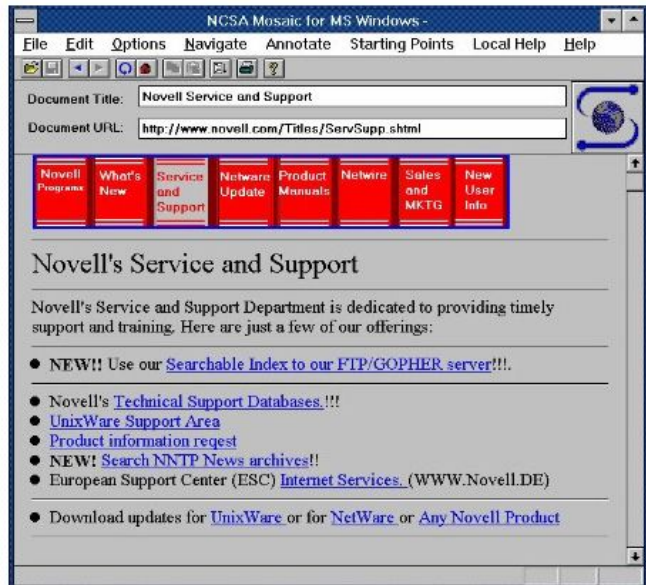 NCSA Mosaic for MS Windows -
File Edit Options Navigate Annotate Starting Points Local Help Help
Document Title: Novell Service and Support
Document URL: http://www.novell.com/Titles/ServSupp.shtml
Novell Programs
What's New
Service and Support
Netware Update
Product Manuals
Netwire
Sales and MKTG
New User Info
Novell's Service and Support
Novell's Service and Support Department is dedicated to providing timely
support and training. Here are just a few of our offerings:
● NEW!! Use our Searchable Index to our FTP/GOPHER server!!!.
● Novell's Technical Support Databases.!!!
● UnixWare Support Area
● Product information reqest
● NEW! Search NNTP News archives!!
● European Support Center (ESC) Internet Services. (WWW.Novell.DE)
● Download updates for UnixWare or for NetWare or Any Novell Product